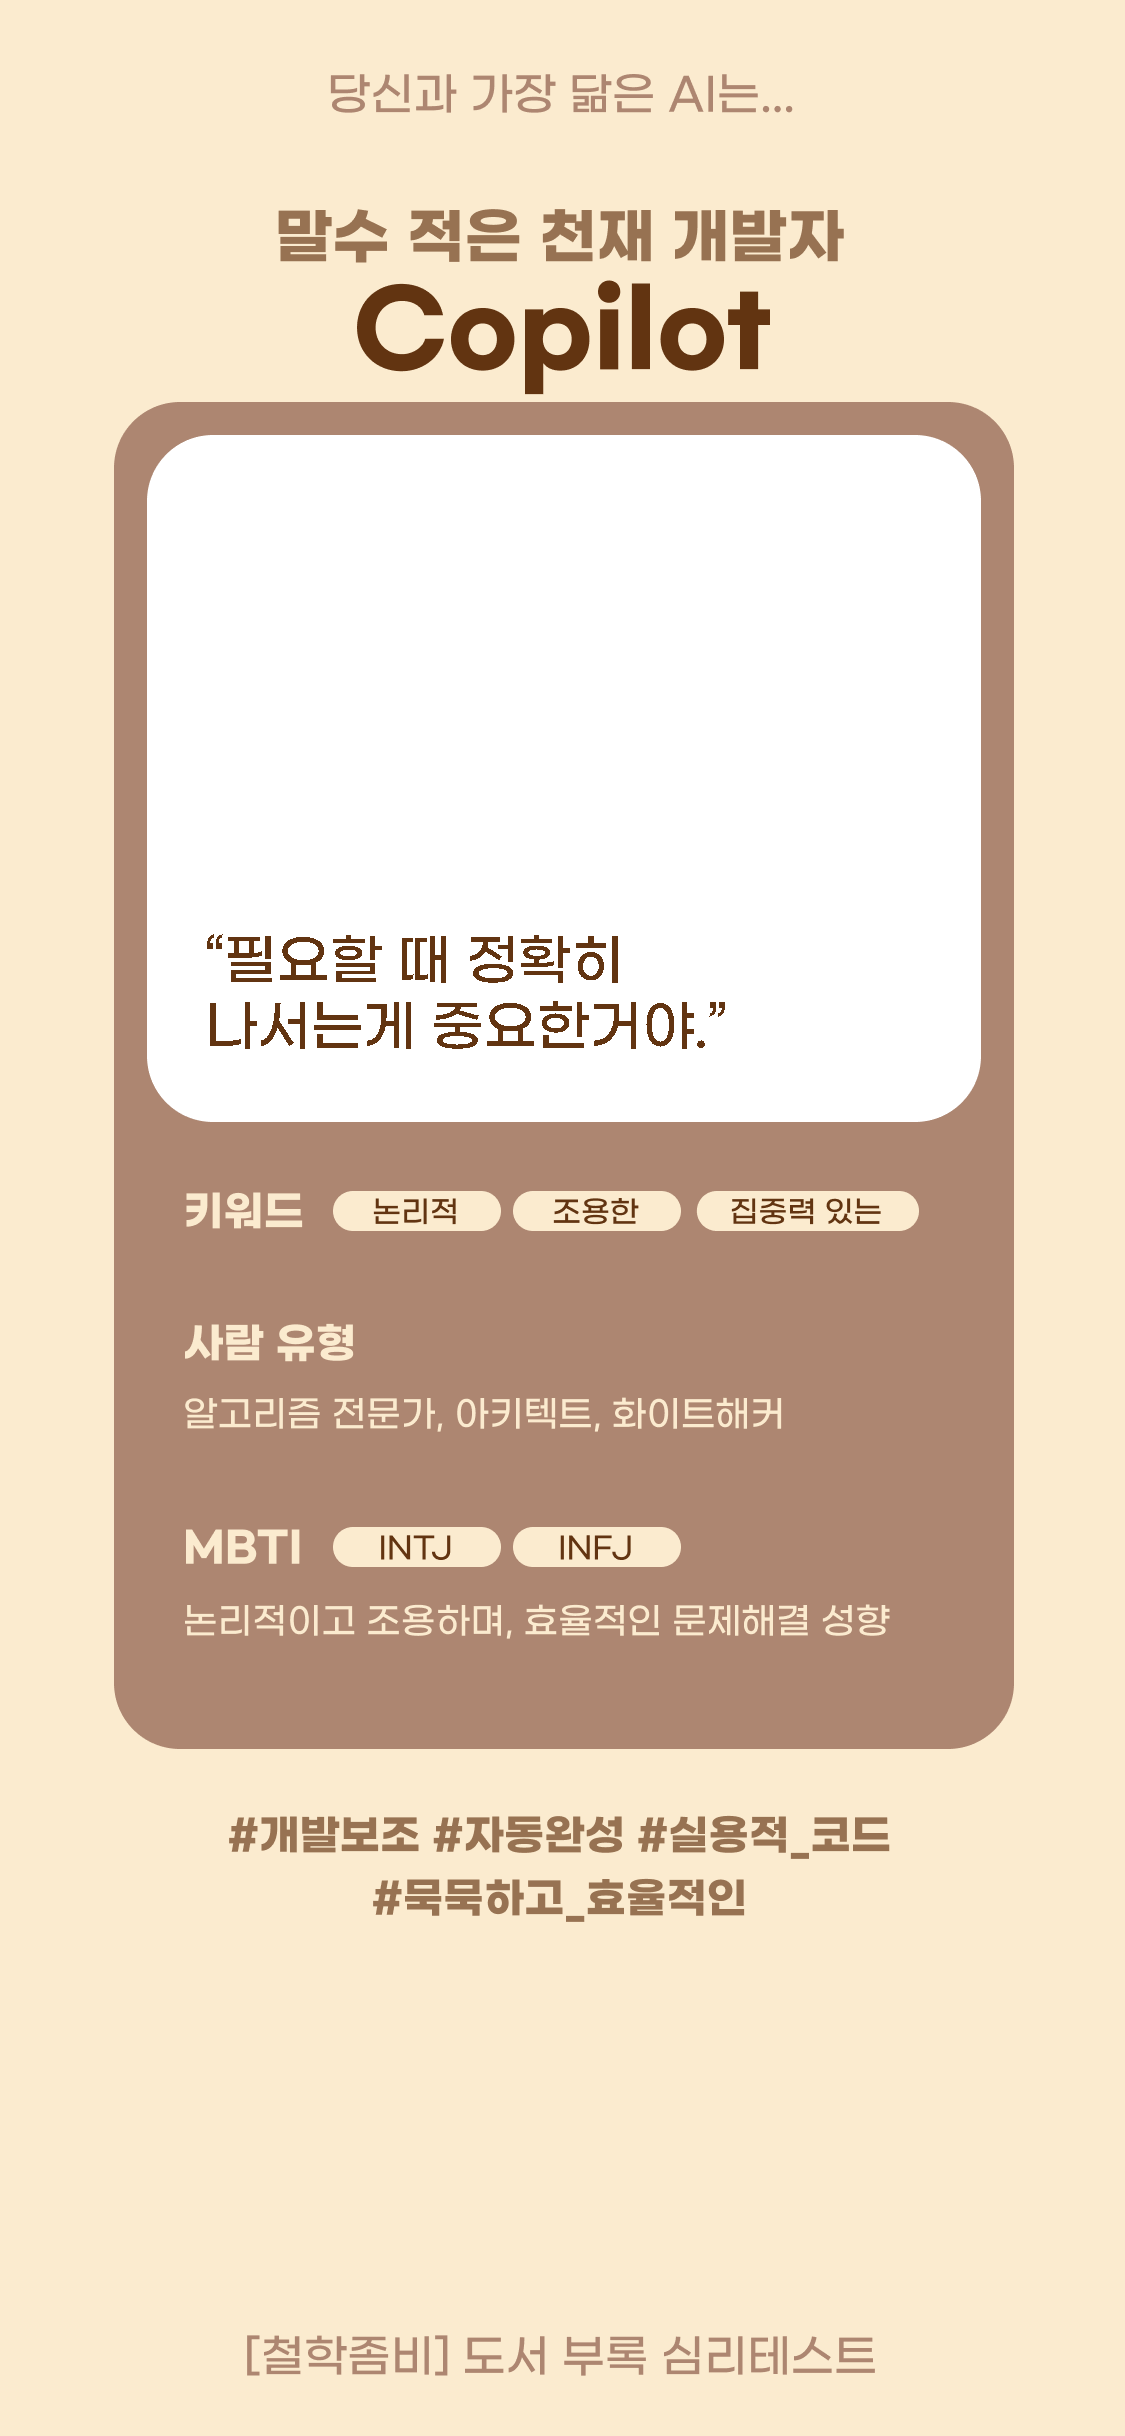 당신과 가장 닮은 AI는...
말수 적은 천재 개발자
Copilot
“필요할 때 정확히
나서는게 중요한거야.”
키워드 논리적 조용한 집중력 있는
사람 유형
알고리즘 전문가, 아키텍트, 화이트해커
MBTI INTJ INFJ
논리적이고 조용하며, 효율적인 문제해결 성향
#개발보조 #자동완성 #실용적_코드
#묵묵하고_효율적인
[철학좀비] 도서 부록 심리테스트